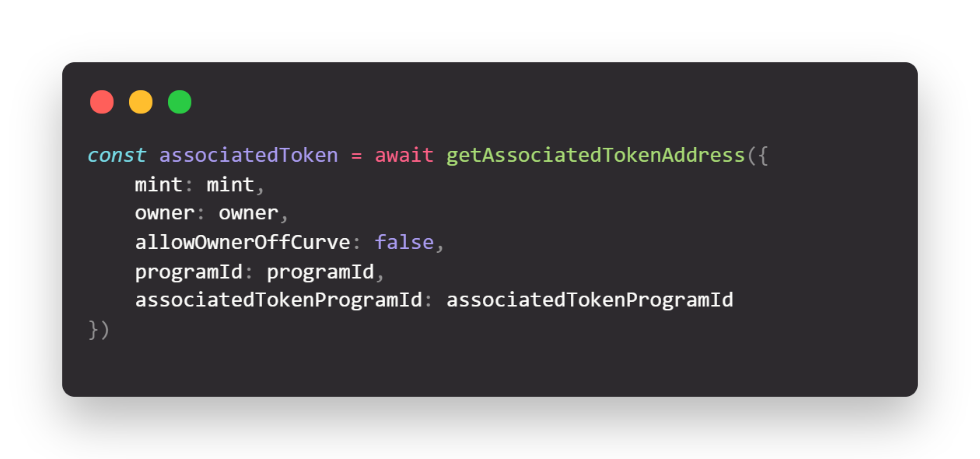 const associatedToken = await getAssociatedTokenAddress({
    mint: mint,
    owner: owner,
    allowOwnerOffCurve: false,
    programId: programId,
    associatedTokenProgramId: associatedTokenProgramId
})